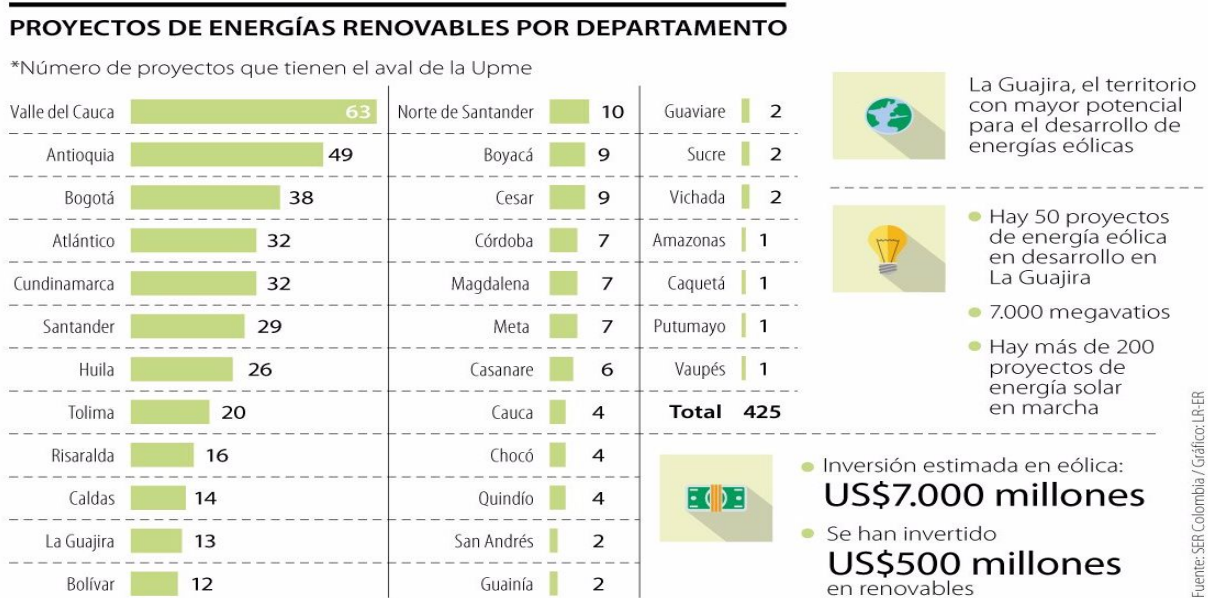 PROYECTOS DE ENERGÍAS RENOVABLES POR DEPARTAMENTO
*Número de proyectos que tienen el aval de la Upme
Valle del Cauca 63
Antioquia 49
Bogotá 38
Atlántico 32
Cundinamarca 32
Santander 29
Huila 26
Tolima 20
Risaralda 16
Caldas 14
La Guajira 13
Bolívar 12
Norte de Santander 10
Boyacá 9
Cesar 9
Córdoba 7
Magdalena 7
Meta 7
Casanare 6
Cauca 4
Chocó 4
Quindío 4
San Andrés 2
Guainía 2
Guaviare 2
Sucre 2
Vichada 2
Amazonas 1
Caquetá 1
Putumayo 1
Vaupés 1
Total 425
La Guajira, el territorio
con mayor potencial
para el desarrollo de
energías eólicas
Hay 50 proyectos
de energía eólica
en desarrollo en
La Guajira
7.000 megavatios
Hay más de 200
proyectos de
energía solar
en marcha
Inversión estimada en eólica:
US$7.000 millones
Se han invertido
US$500 millones
en renovables
Fuente: SER Colombia / Gráfico: LR-ER